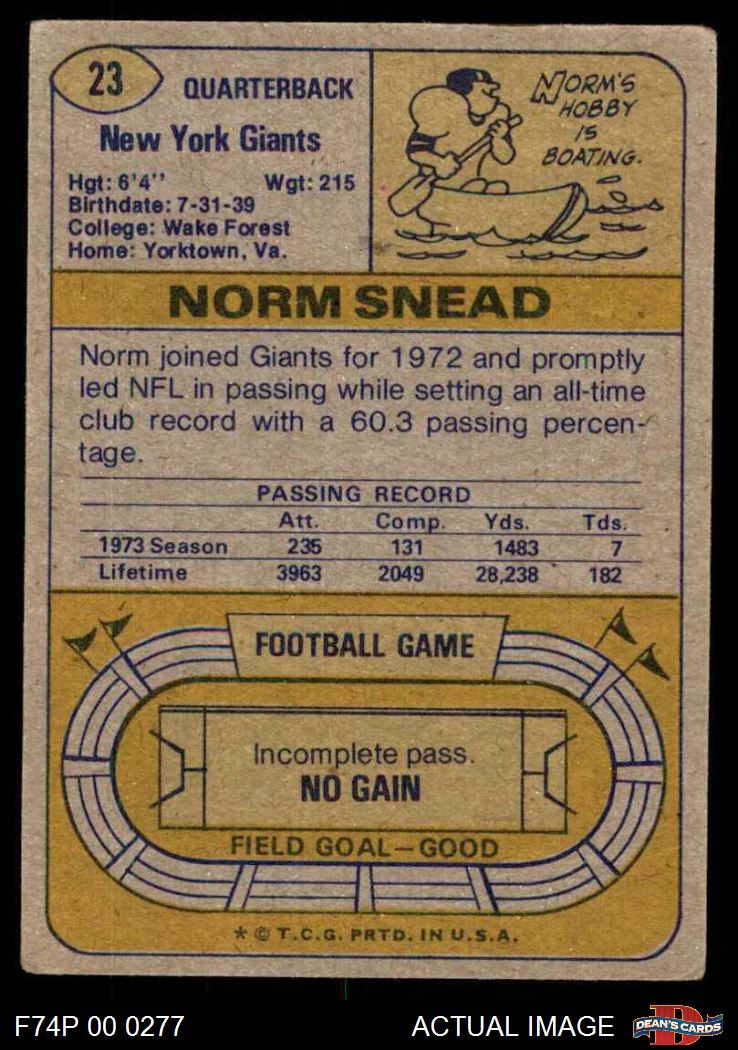 23
QUARTERBACK
New York Giants
Hgt: 6'4'' Wgt: 215
Birthdate: 7-31-39
College: Wake Forest
Home: Yorktown, Va.
NORM'S
HOBBY
IS
BOATING.
NORM SNEAD
Norm joined Giants for 1972 and promptly
led NFL in passing while setting an all-time
club record with a 60.3 passing percen-
tage.
PASSING RECORD
Att. Comp. Yds. Tds.
1973 Season 235 131 1483 7
Lifetime 3963 2049 28,238 182
FOOTBALL GAME
Incomplete pass.
NO GAIN
FIELD GOAL—GOOD
* © T.C.G. PRTD. IN U.S.A.
F74P 00 0277 ACTUAL IMAGE
D
DEAN'S CARDS